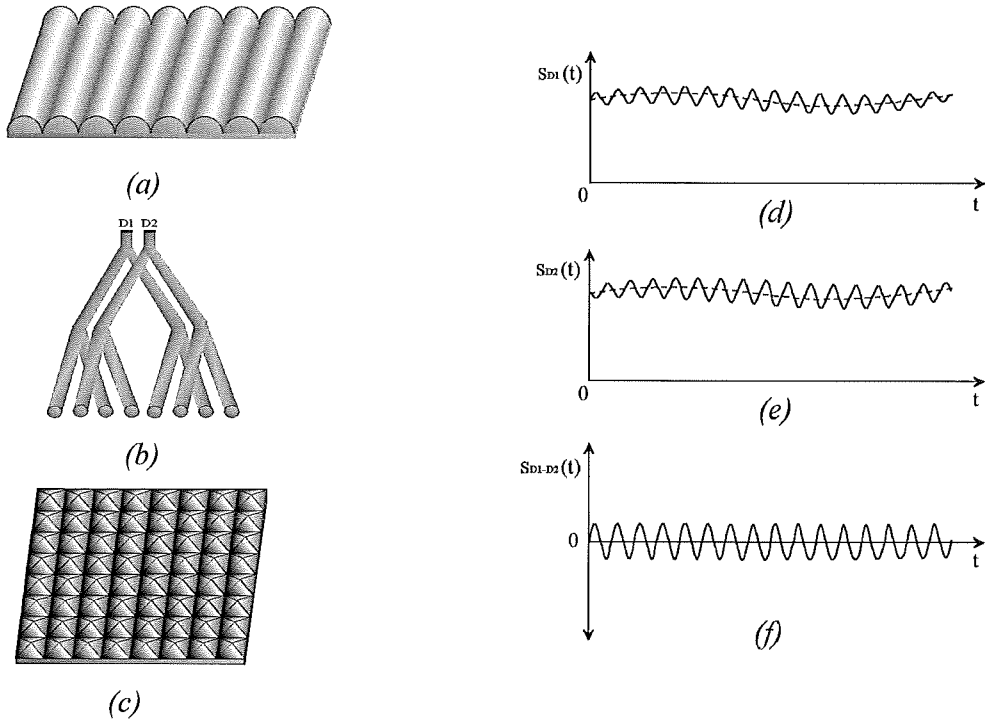 (a)
D1 D2
(b)
(c)
SD1(t)
0
t
(d)
SD2(t)
0
t
(e)
SD1-D2(t)
0
t
(f)